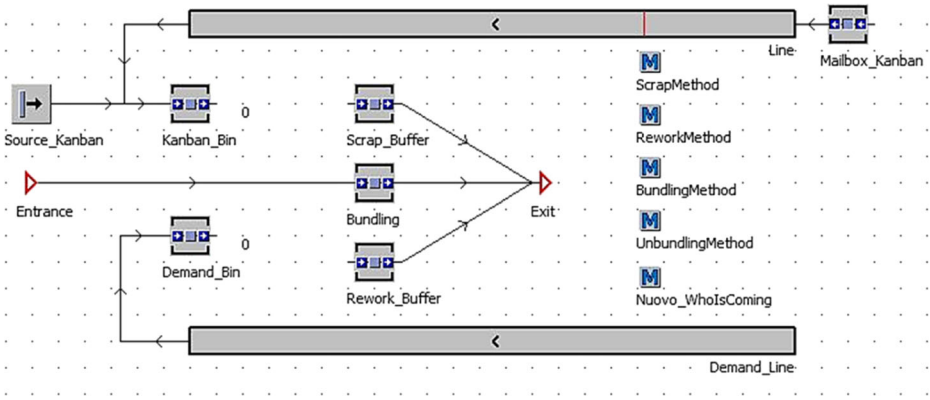 Line
Mailbox_Kanban
M
ScrapMethod
Source_Kanban
Kanban_Bin
0
Scrap_Buffer
M
ReworkMethod
M
BundlingMethod
Entrance
Bundling
Exit
M
UnbundlingMethod
Demand_Bin
0
Rework_Buffer
M
Nuovo_WhoIsComing
Demand_Line